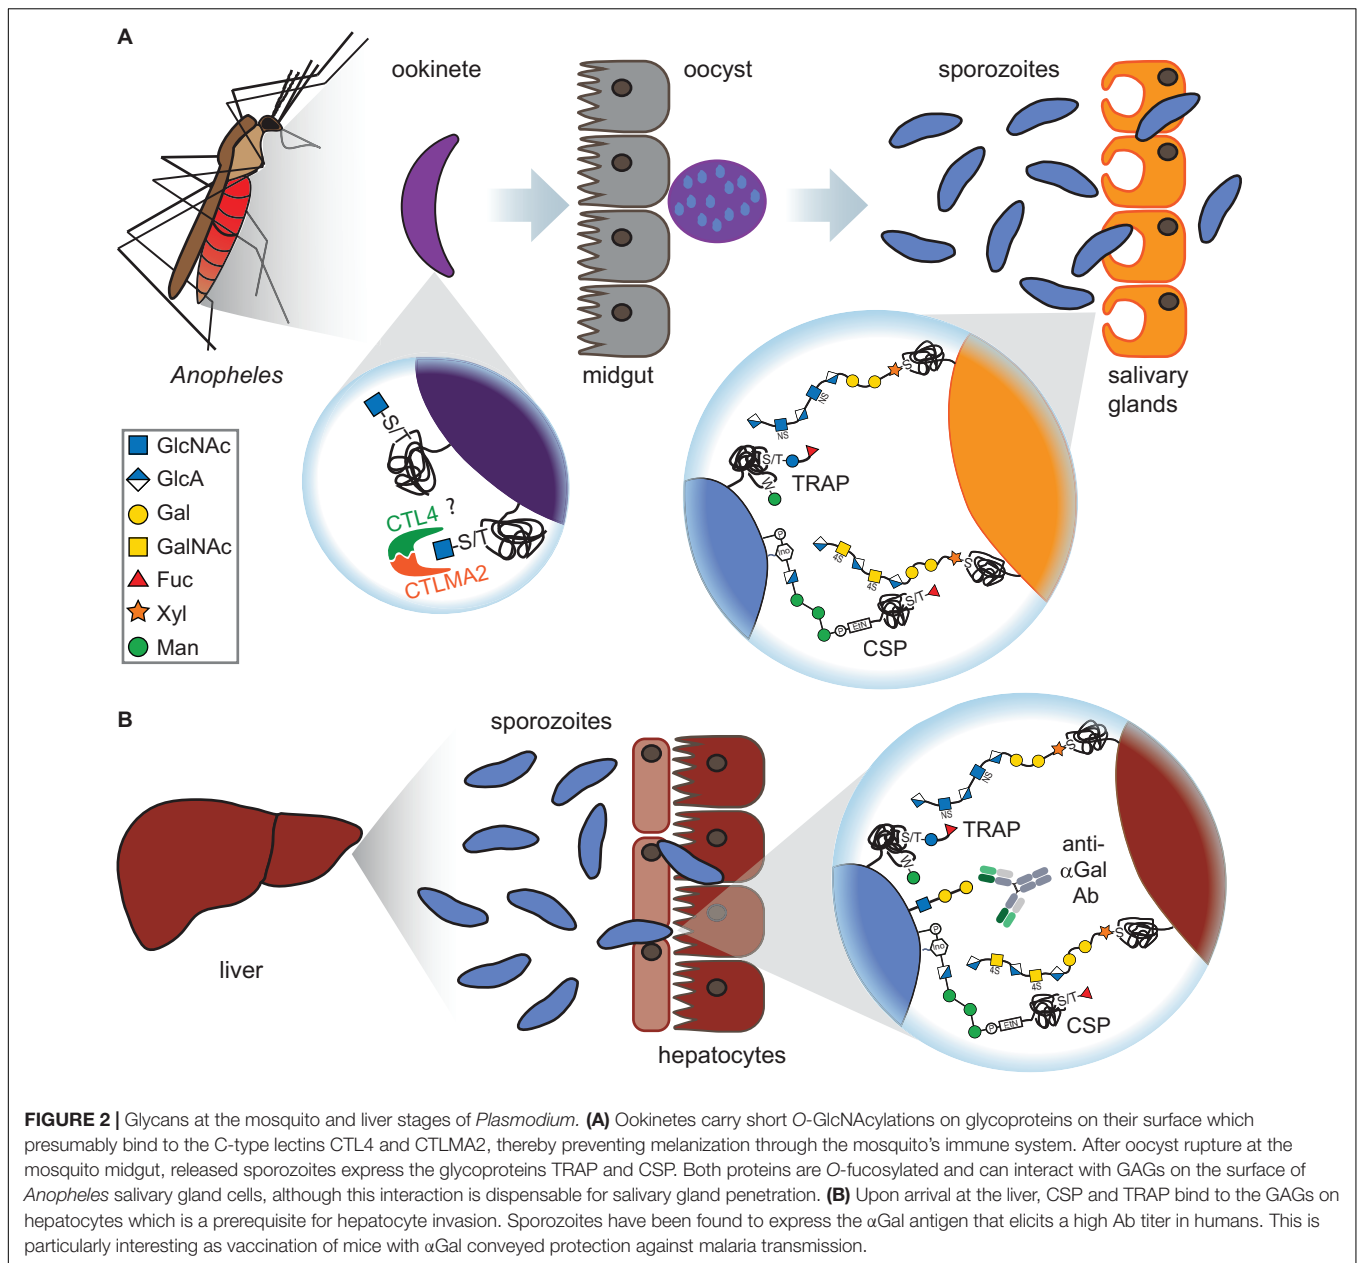 A
ookinete
oocyst
sporozoites
Anopheles
midgut
salivary
glands
GlcNAc
GlcA
Gal
GalNAc
Fuc
Xyl
Man
S/T
?
CTL4
S/T
CTLMA2
S
NS
NS
S/T
TRAP
W
P
Ino
4S
4S
S
S/T
P
EtN
CSP
B
sporozoites
liver
hepatocytes
S
NS
NS
S/T
TRAP
W
anti-
αGal
Ab
P
Ino
S
4S
4S
S/T
P
EtN
CSP
FIGURE 2 | Glycans at the mosquito and liver stages of Plasmodium. (A) Ookinetes carry short O-GlcNAcylations on glycoproteins on their surface which
presumably bind to the C-type lectins CTL4 and CTLMA2, thereby preventing melanization through the mosquito's immune system. After oocyst rupture at the
mosquito midgut, released sporozoites express the glycoproteins TRAP and CSP. Both proteins are O-fucosylated and can interact with GAGs on the surface of
Anopheles salivary gland cells, although this interaction is dispensable for salivary gland penetration. (B) Upon arrival at the liver, CSP and TRAP bind to the GAGs on
hepatocytes which is a prerequisite for hepatocyte invasion. Sporozoites have been found to express the αGal antigen that elicits a high Ab titer in humans. This is
particularly interesting as vaccination of mice with αGal conveyed protection against malaria transmission.